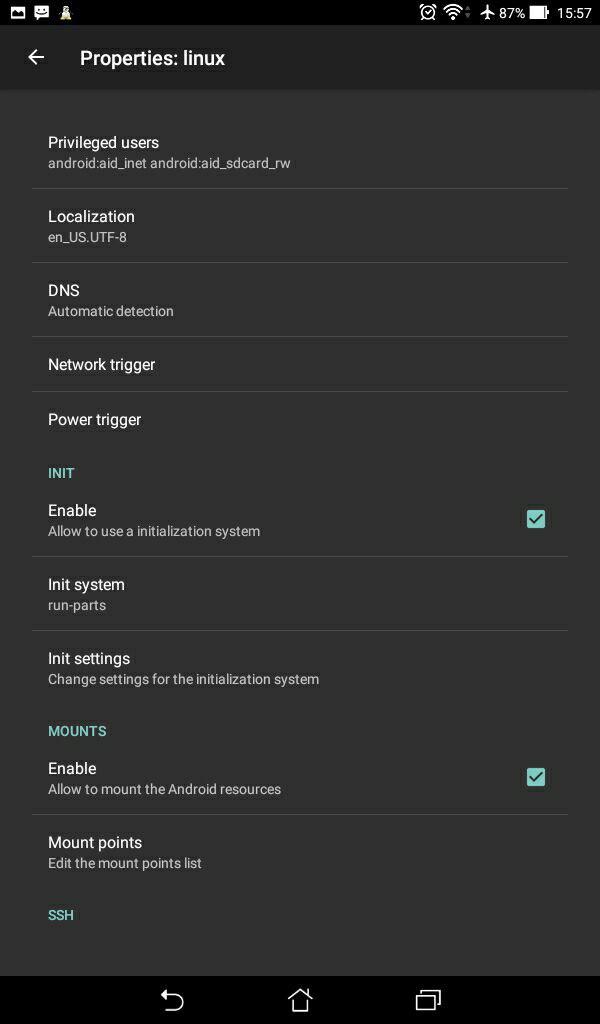 87% 15:57
Properties: linux
Privileged users
android:aid_inet android:aid_sdcard_rw
Localization
en_US.UTF-8
DNS
Automatic detection
Network trigger
Power trigger
INIT
Enable
Allow to use a initialization system
Init system
run-parts
Init settings
Change settings for the initialization system
MOUNTS
Enable
Allow to mount the Android resources
Mount points
Edit the mount points list
SSH